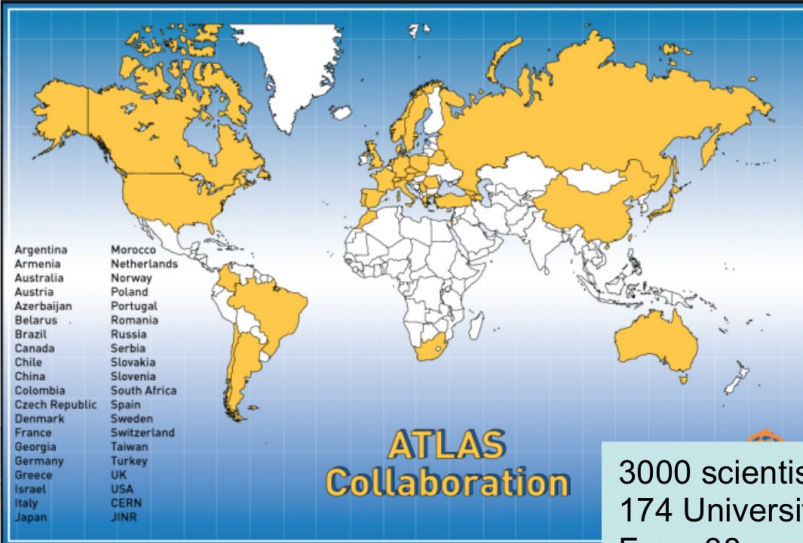 Argentina
Armenia
Australia
Austria
Azerbaijan
Belarus
Brazil
Canada
Chile
China
Colombia
Czech Republic
Denmark
France
Georgia
Germany
Greece
Israel
Italy
Japan
Morocco
Netherlands
Norway
Poland
Portugal
Romania
Russia
Serbia
Slovakia
Slovenia
South Africa
Spain
Sweden
Switzerland
Taiwan
Turkey
UK
USA
CERN
JINR
ATLAS
Collaboration
3000
174